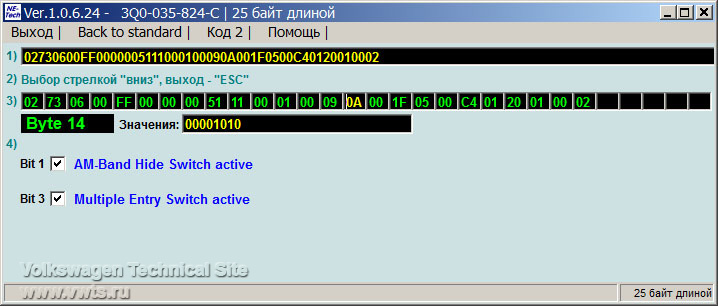 NE-Tech Ver.1.0.6.24 - 3Q0-035-824-C | 25 байт длиной
Выход | Back to standard | Код 2 | Помощь |
1) 02730600FF0000005111000100090A001F0500C40120010002
2) Выбор стрелкой "вниз", выход - "ESC"
3) 02 73 06 00 FF 00 00 00 51 11 00 01 00 09 0A 00 1F 05 00 C4 01 20 01 00 02
Byte 14 Значения: 00001010
4)
Bit 1 AM-Band Hide Switch active
Bit 3 Multiple Entry Switch active
Volkswagen Technical Site
www.vwts.ru
25 байт длиной